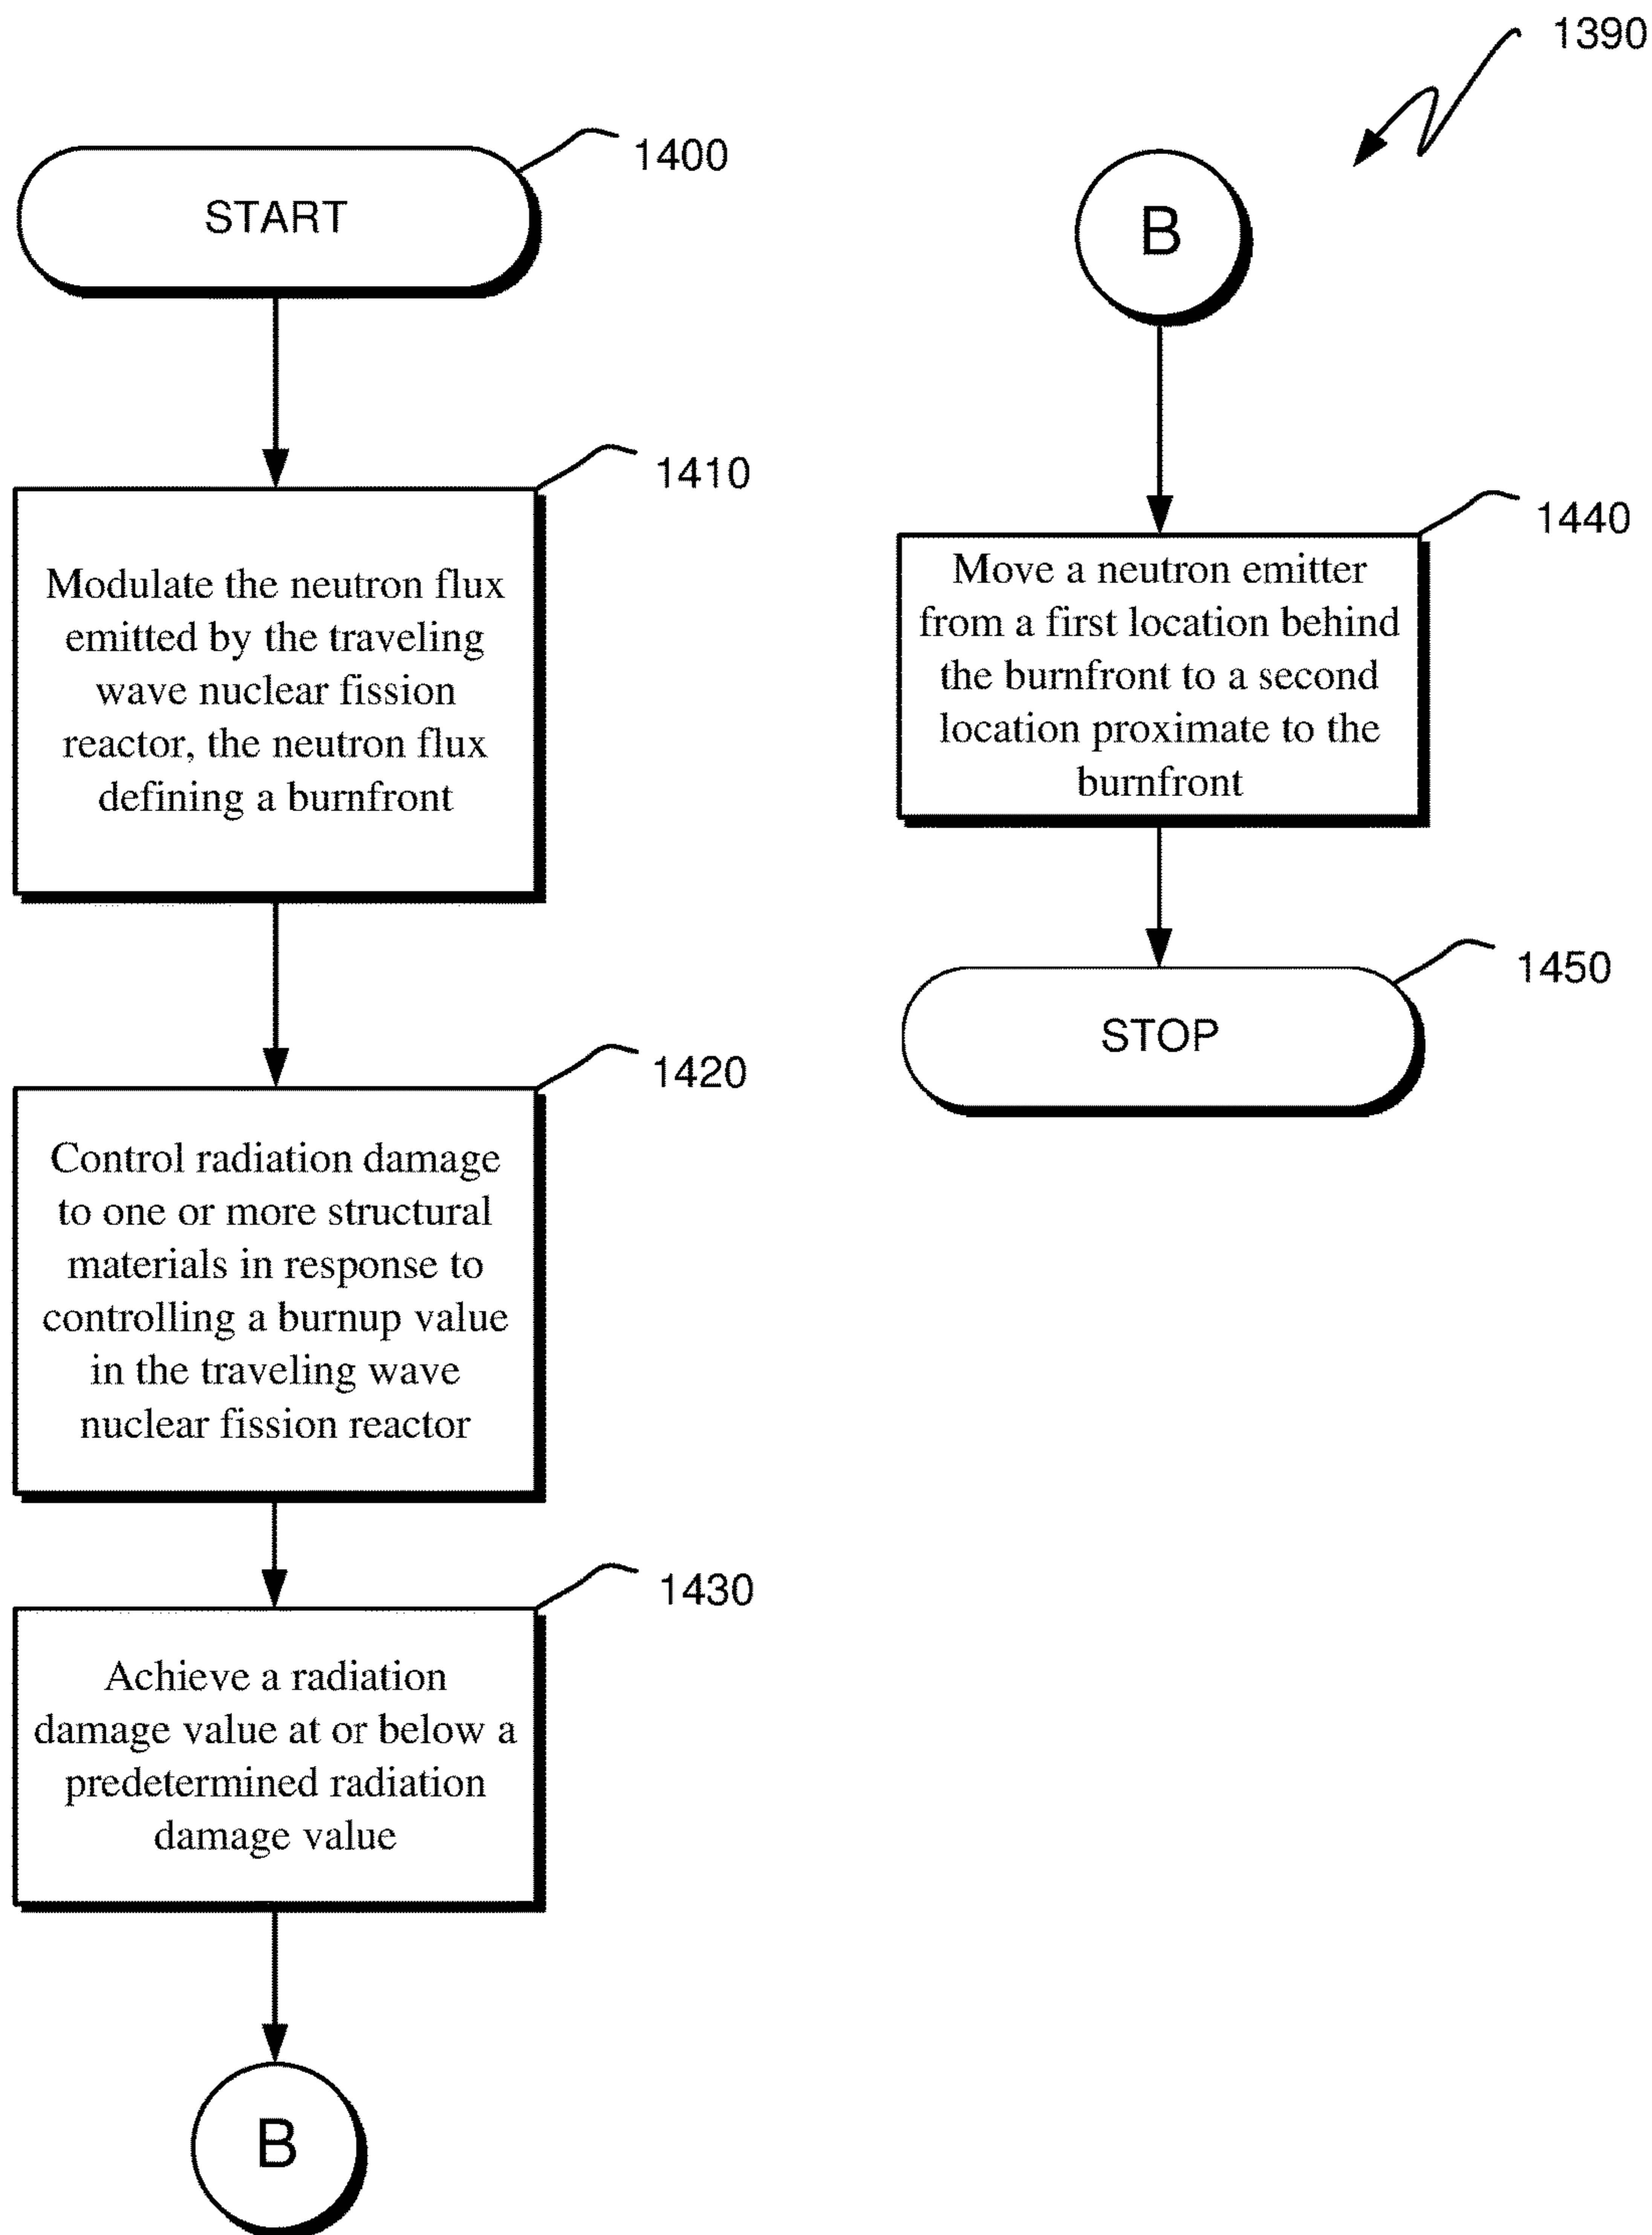 1400
START
1410
Modulate the neutron flux
emitted by the traveling
wave nuclear fission
reactor, the neutron flux
defining a burnfront
1420
Control radiation damage
to one or more structural
materials in response to
controlling a burnup value
in the traveling wave
nuclear fission reactor
1430
Achieve a radiation
damage value at or below a
predetermined radiation
damage value
B
1390
B
1440
Move a neutron emitter
from a first location behind
the burnfront to a second
location proximate to the
burnfront
1450
STOP